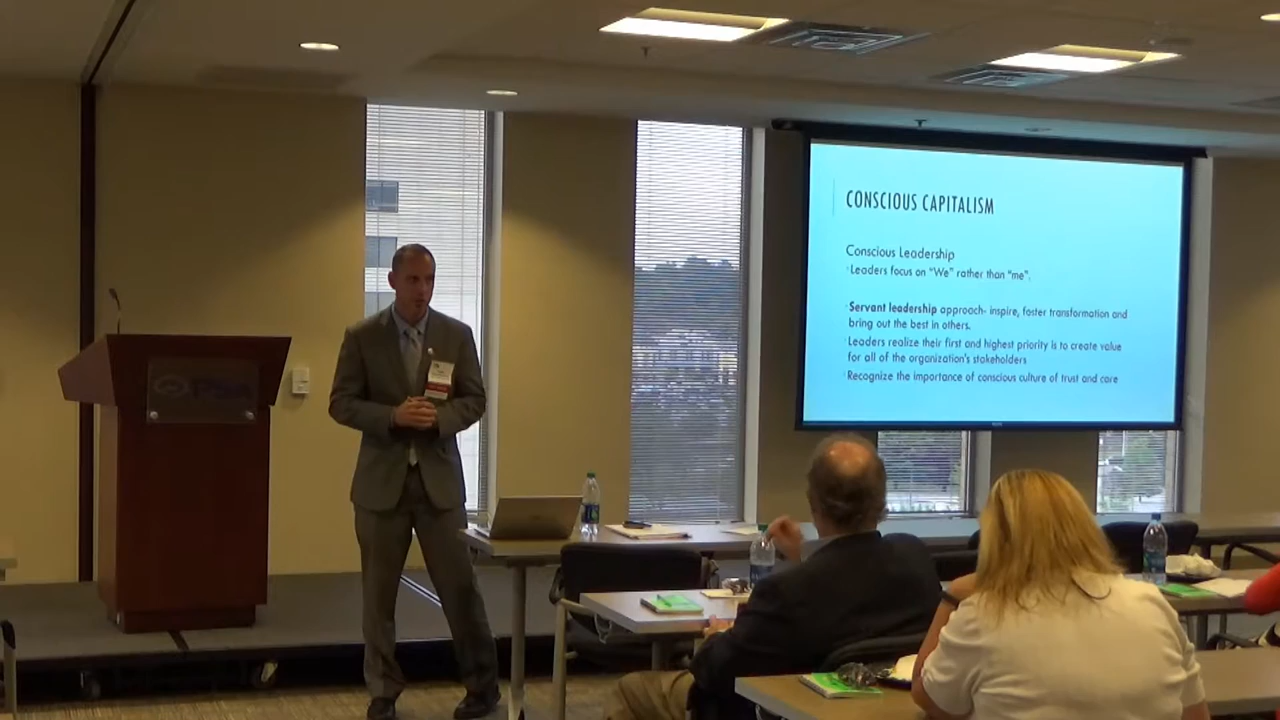 CONSCIOUS CAPITALISM
Conscious Leadership
Leaders focus on "We" rather than "me".
Servant leadership approach- inspire, foster transformation and
bring out the best in others.
Leaders realize their first and highest priority is to create value
for all of the organization's stakeholders
Recognize the importance of conscious culture of trust and care